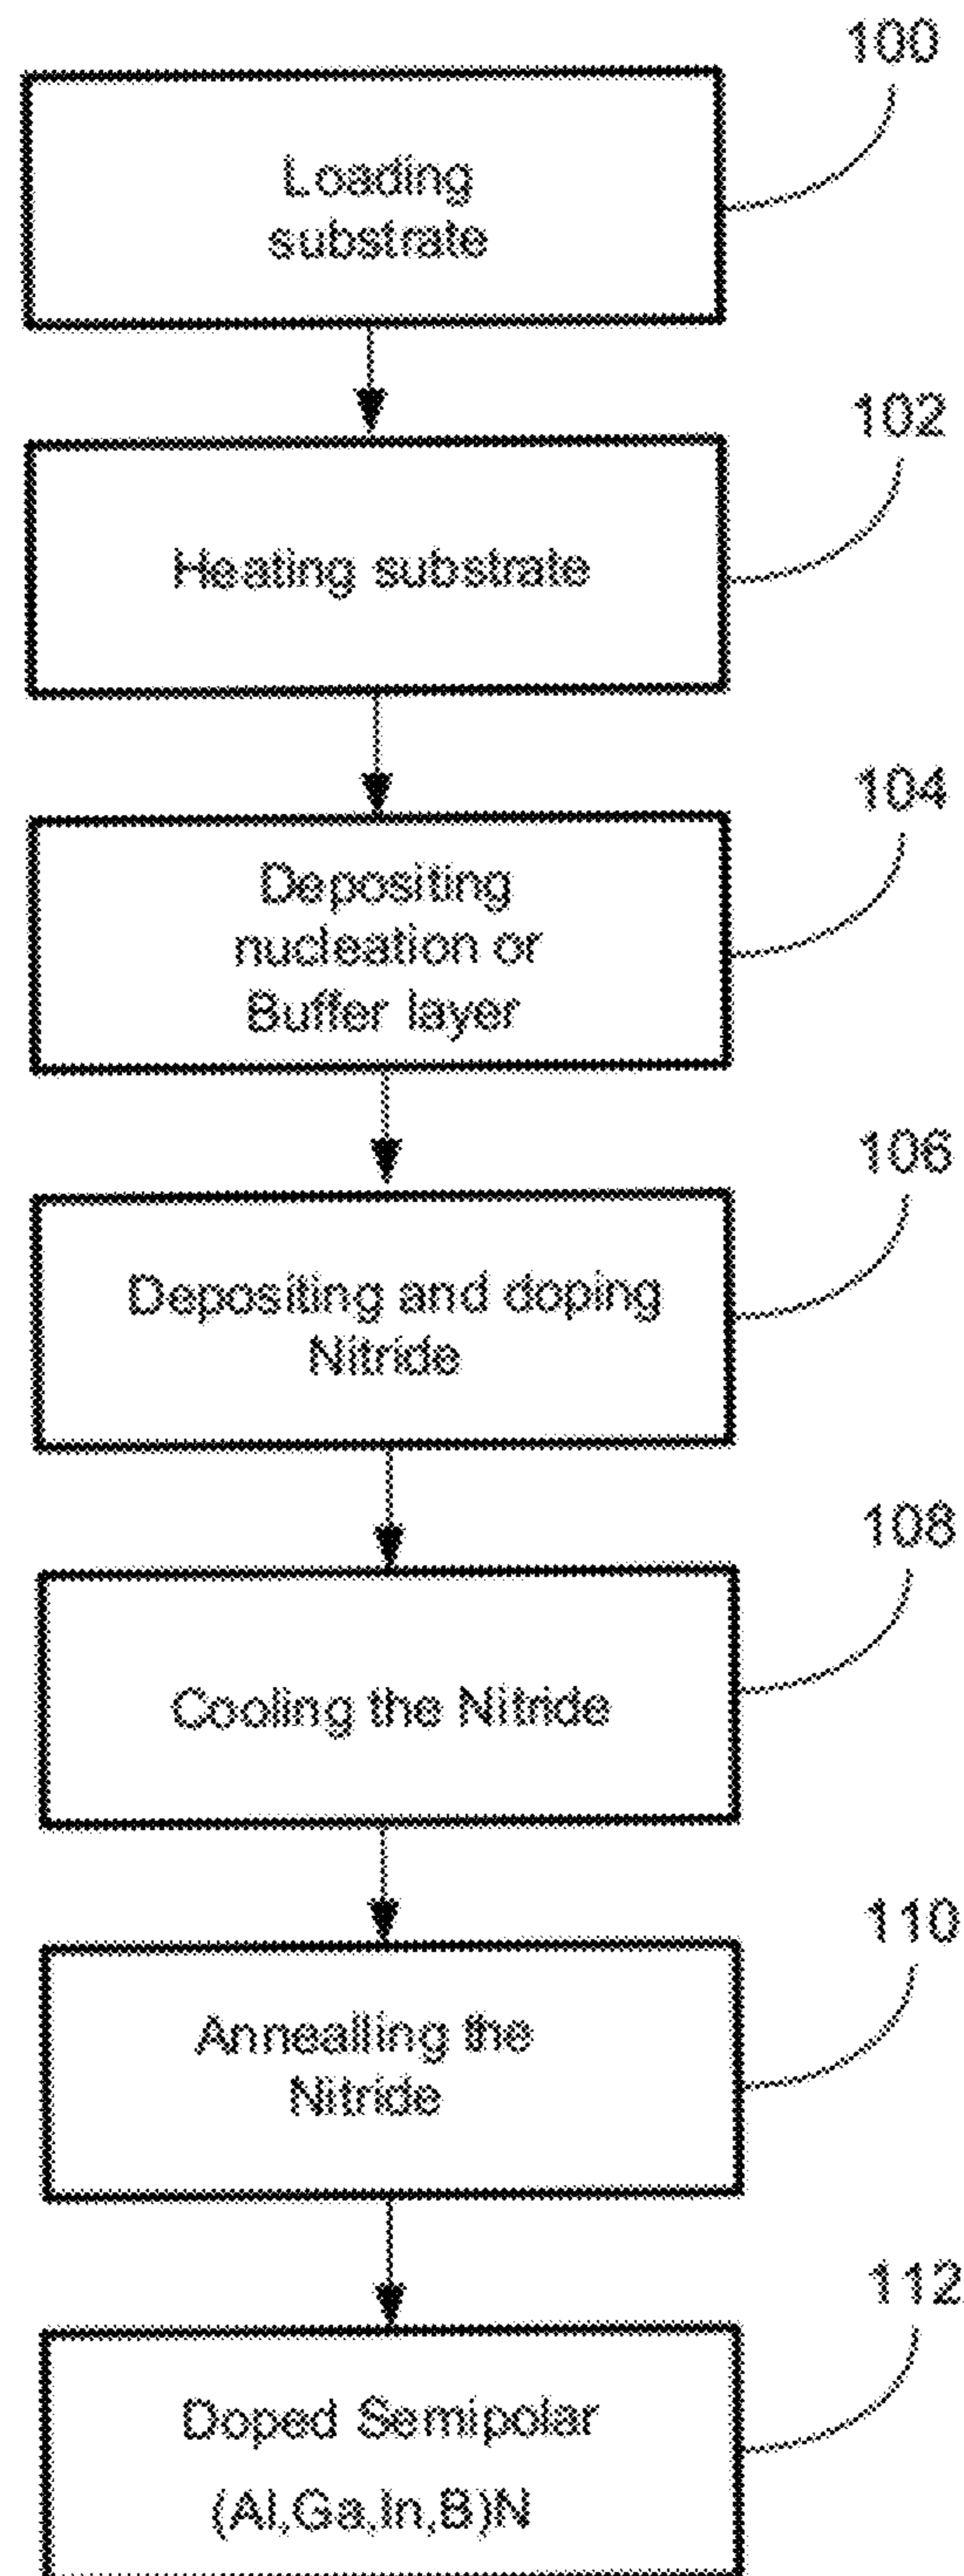 100
Loading
substrate
102
Heating substrate
104
Depositing
nucleation or
Buffer layer
106
Depositing and doping
Nitride
108
Cooling the Nitride
110
Annealling the
Nitride
112
Doped Semipolar
(Al,Ga,In,B)N